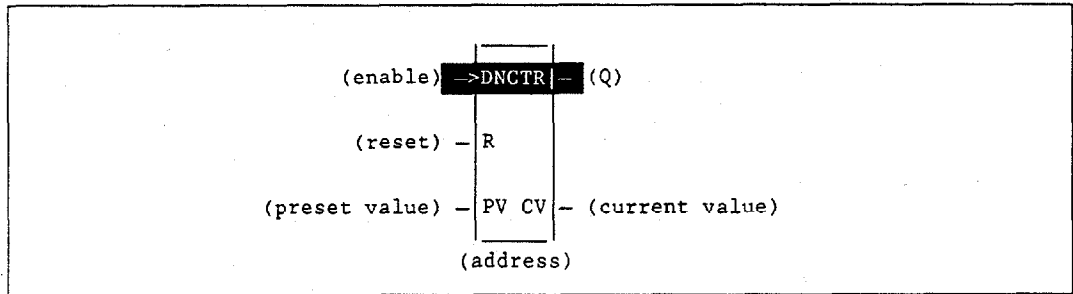 (enable) —>DNCTR — (Q)
(reset) — R
(preset value) — PV CV — (current value)
(address)